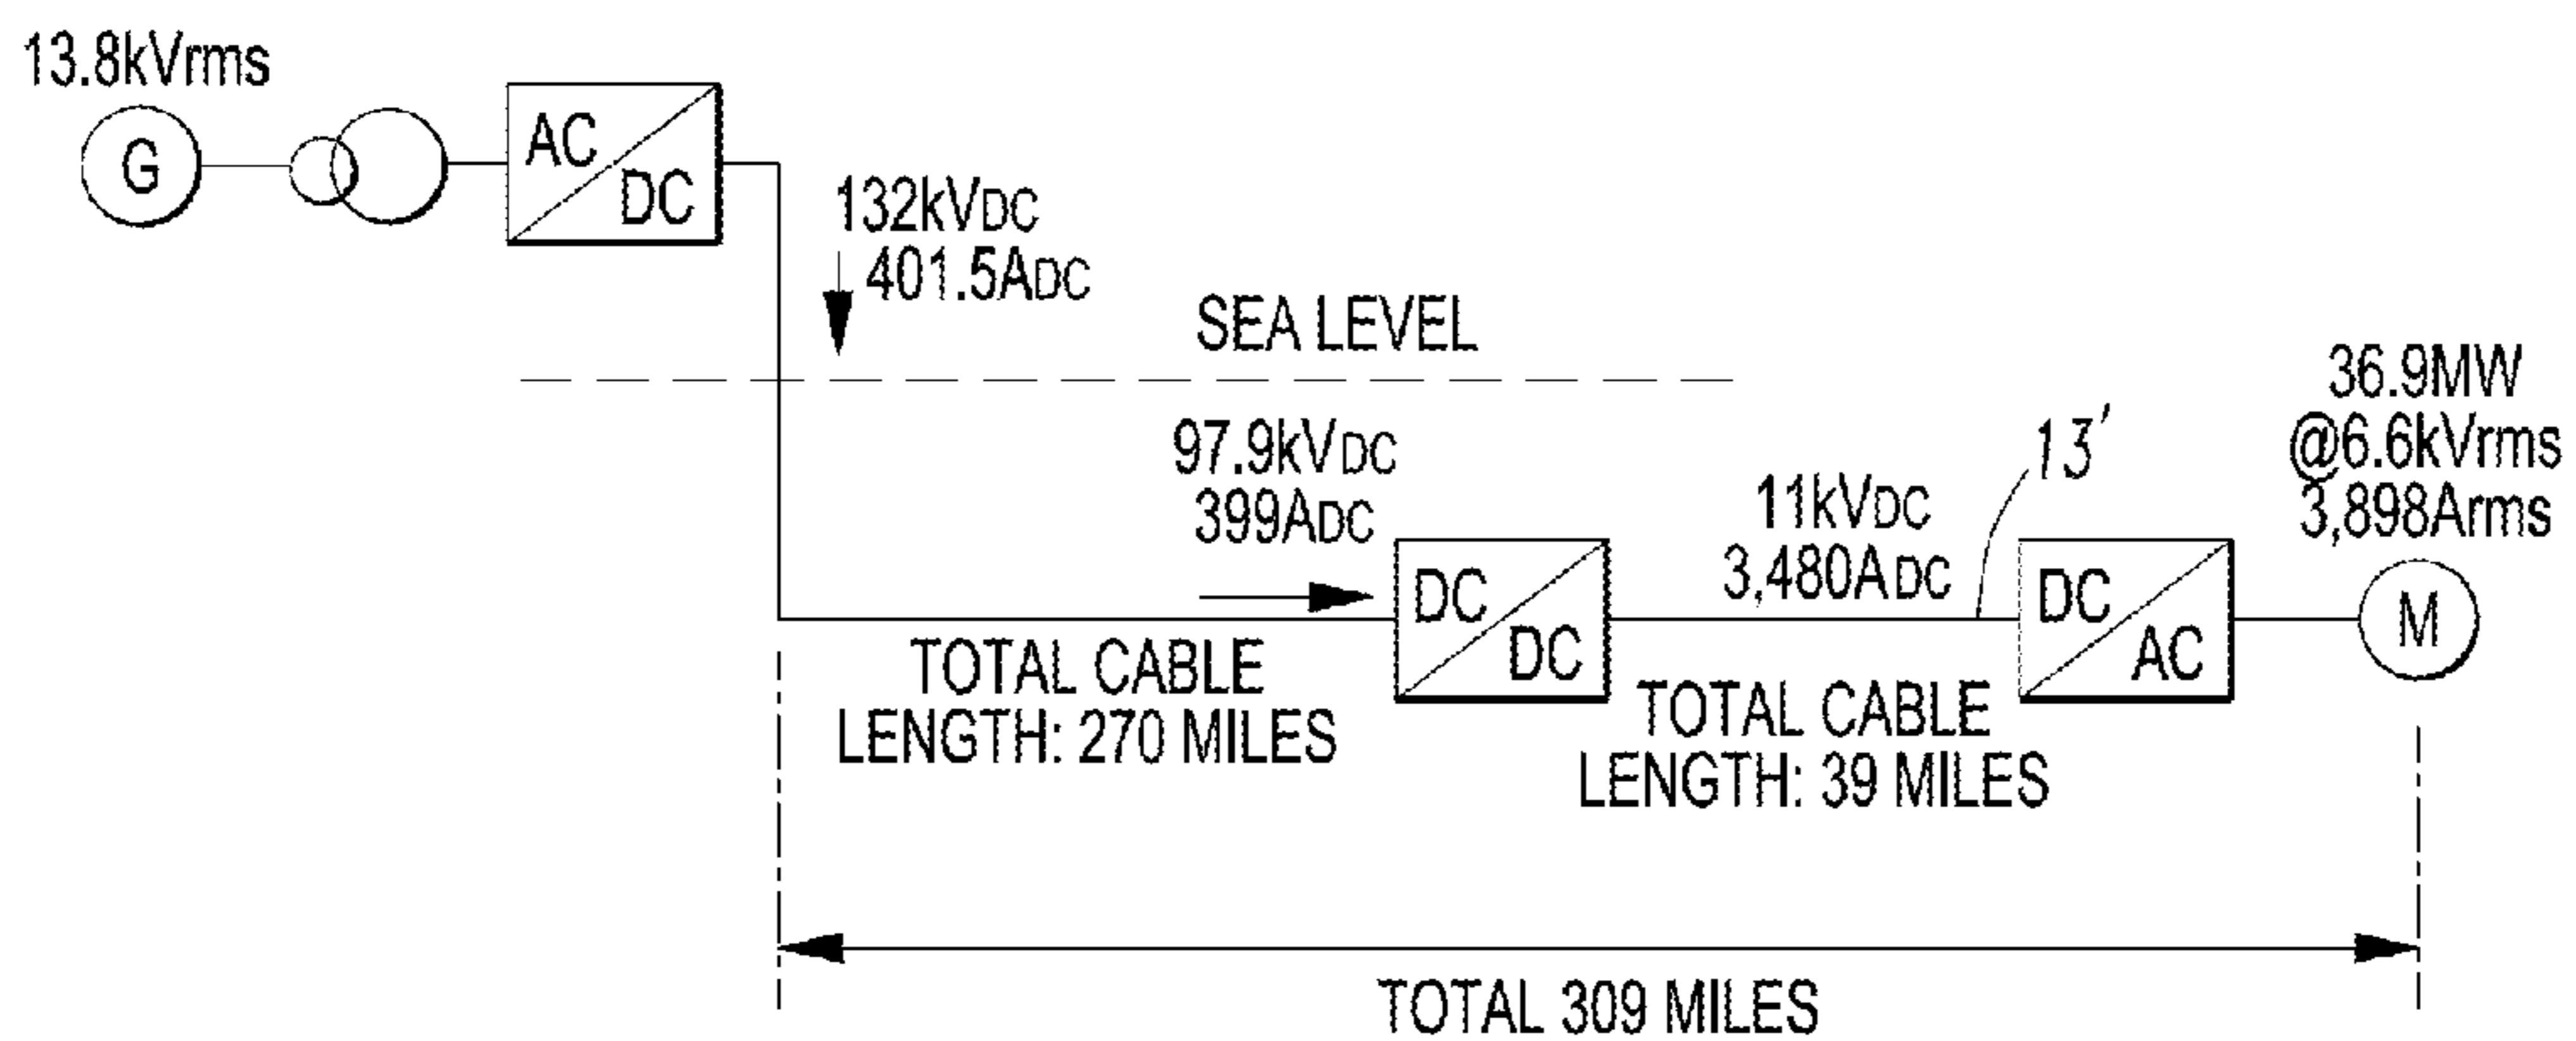 13.8kVrms
G
AC
DC
132kVDC
401.5ADC
SEA LEVEL
97.9kVDC
399ADC
DC
DC
11kVDC
3,480ADC
13'
DC
AC
36.9MW
@6.6kVrms
3,898Arms
M
TOTAL CABLE
LENGTH: 270 MILES
TOTAL CABLE
LENGTH: 39 MILES
TOTAL 309 MILES